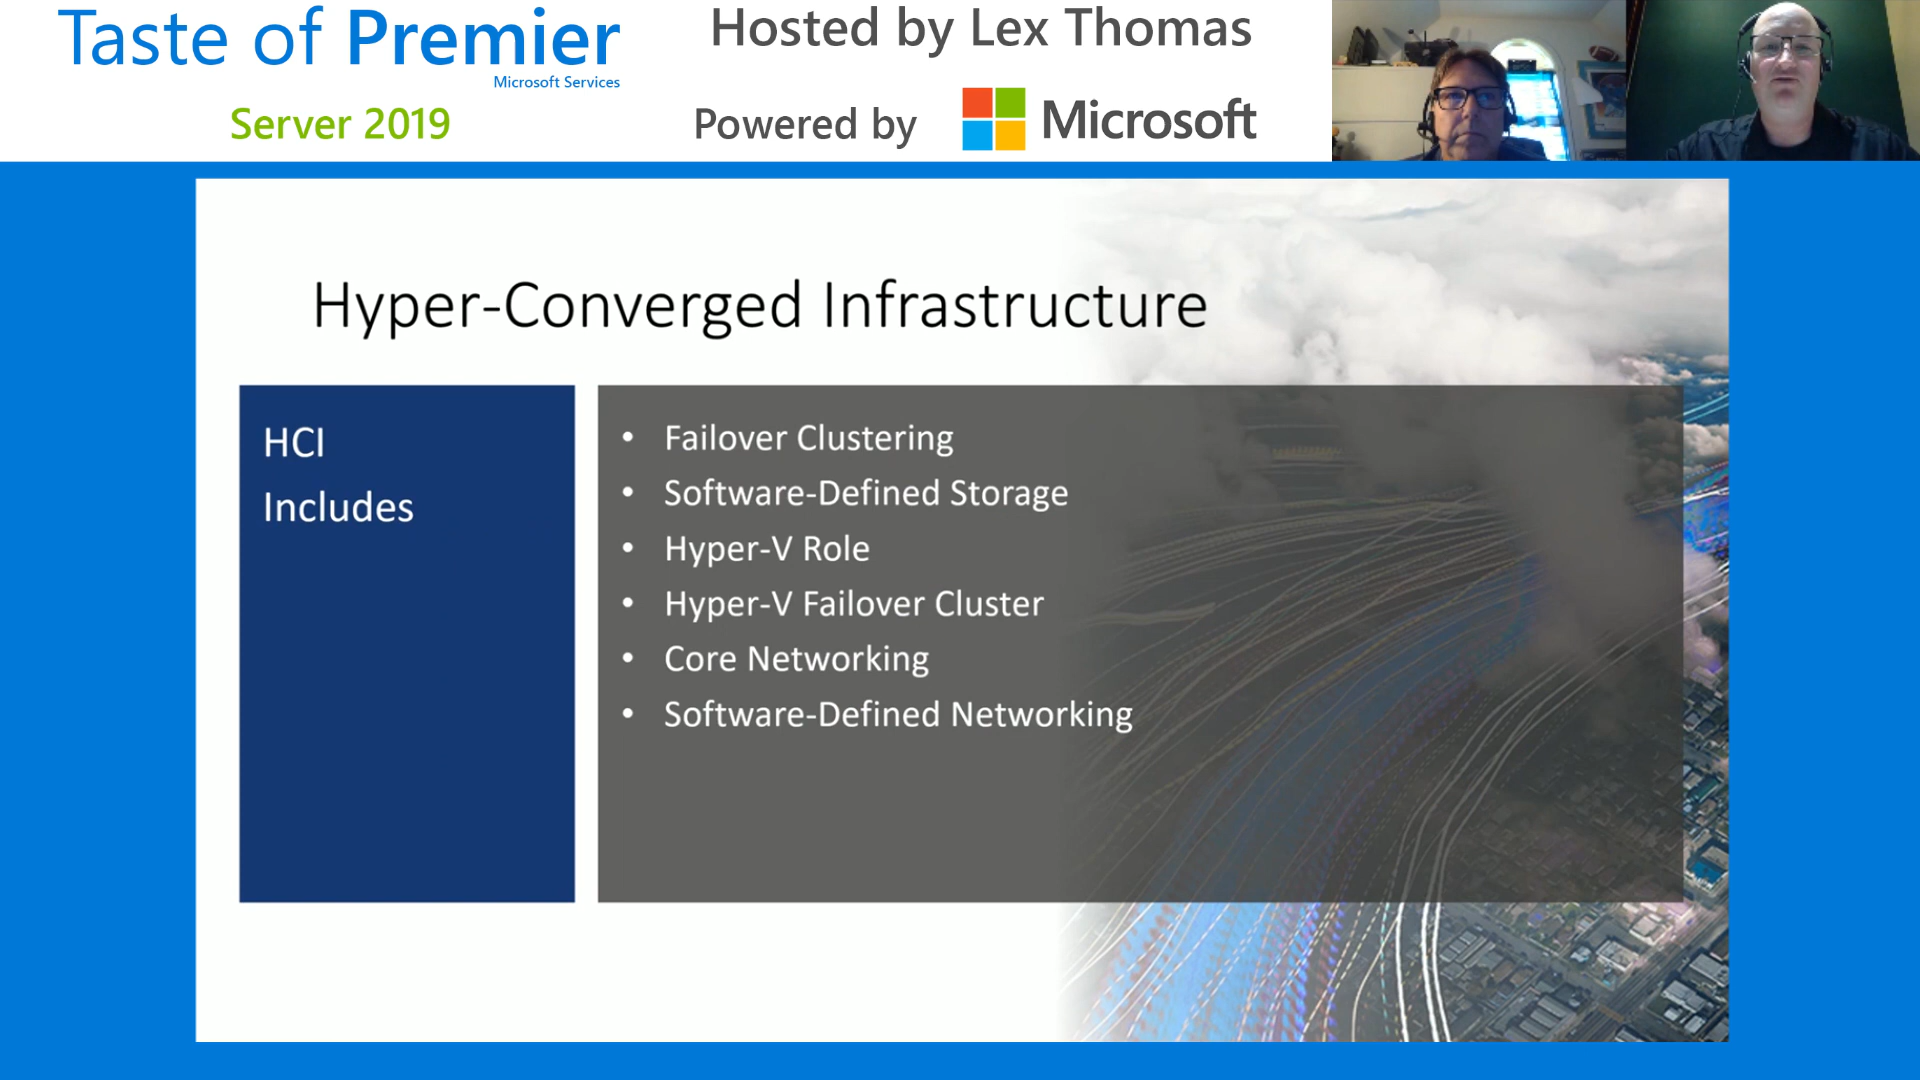 Taste of Premier
Microsoft Services
Server 2019
Hosted by Lex Thomas
Powered by Microsoft
Hyper-Converged Infrastructure
HCI
Includes
• Failover Clustering
• Software-Defined Storage
• Hyper-V Role
• Hyper-V Failover Cluster
• Core Networking
• Software-Defined Networking